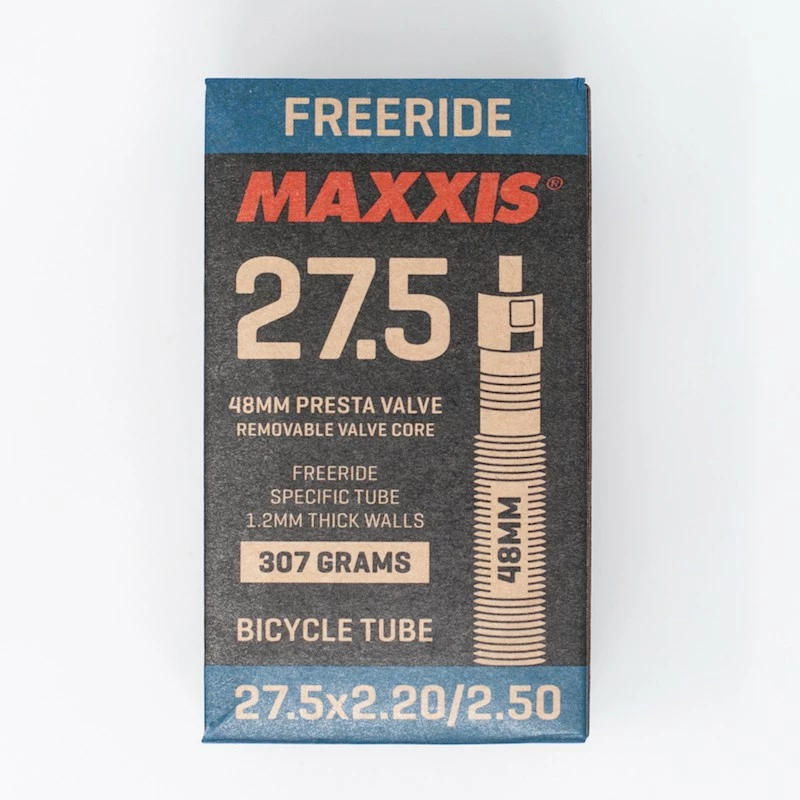 FREERIDE
MAXXIS®
27.5
48MM PRESTA VALVE
REMOVABLE VALVE CORE
FREERIDE
SPECIFIC TUBE
1.2MM THICK WALLS
307 GRAMS
BICYCLE TUBE
48MM
27.5x2.20/2.50